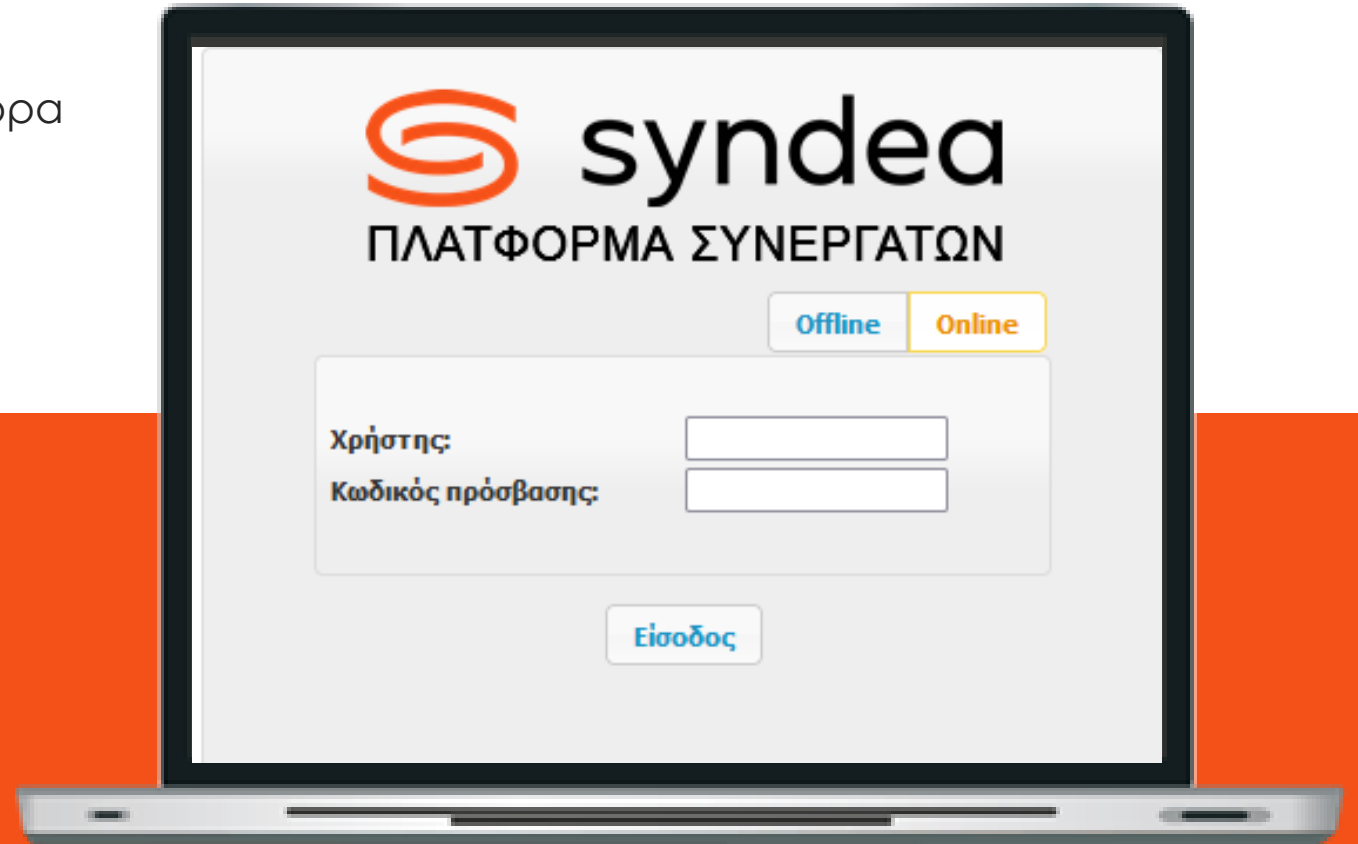 syndea
ΠΛΑΤΦΟΡΜΑ ΣΥΝΕΡΓΑΤΩΝ
Offline Online
Χρήστης:
Κωδικός πρόσβασης:
Είσοδος